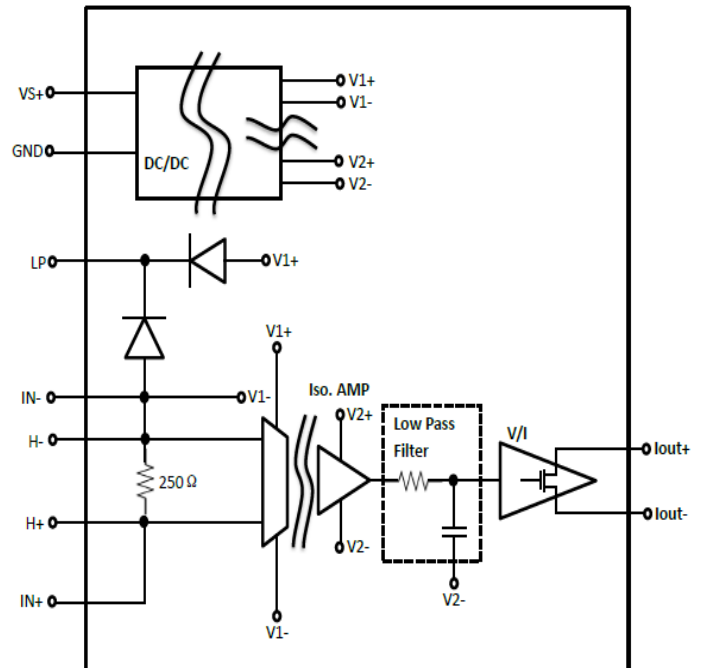 VS+
GND
DC/DC
V1+
V1-
V2+
V2-
LP
V1+
IN-
V1-
H-
250 Ω
H+
IN+
V1+
V1-
Iso. AMP
V2+
V2-
Low Pass
Filter
V2-
V/I
Iout+
Iout-